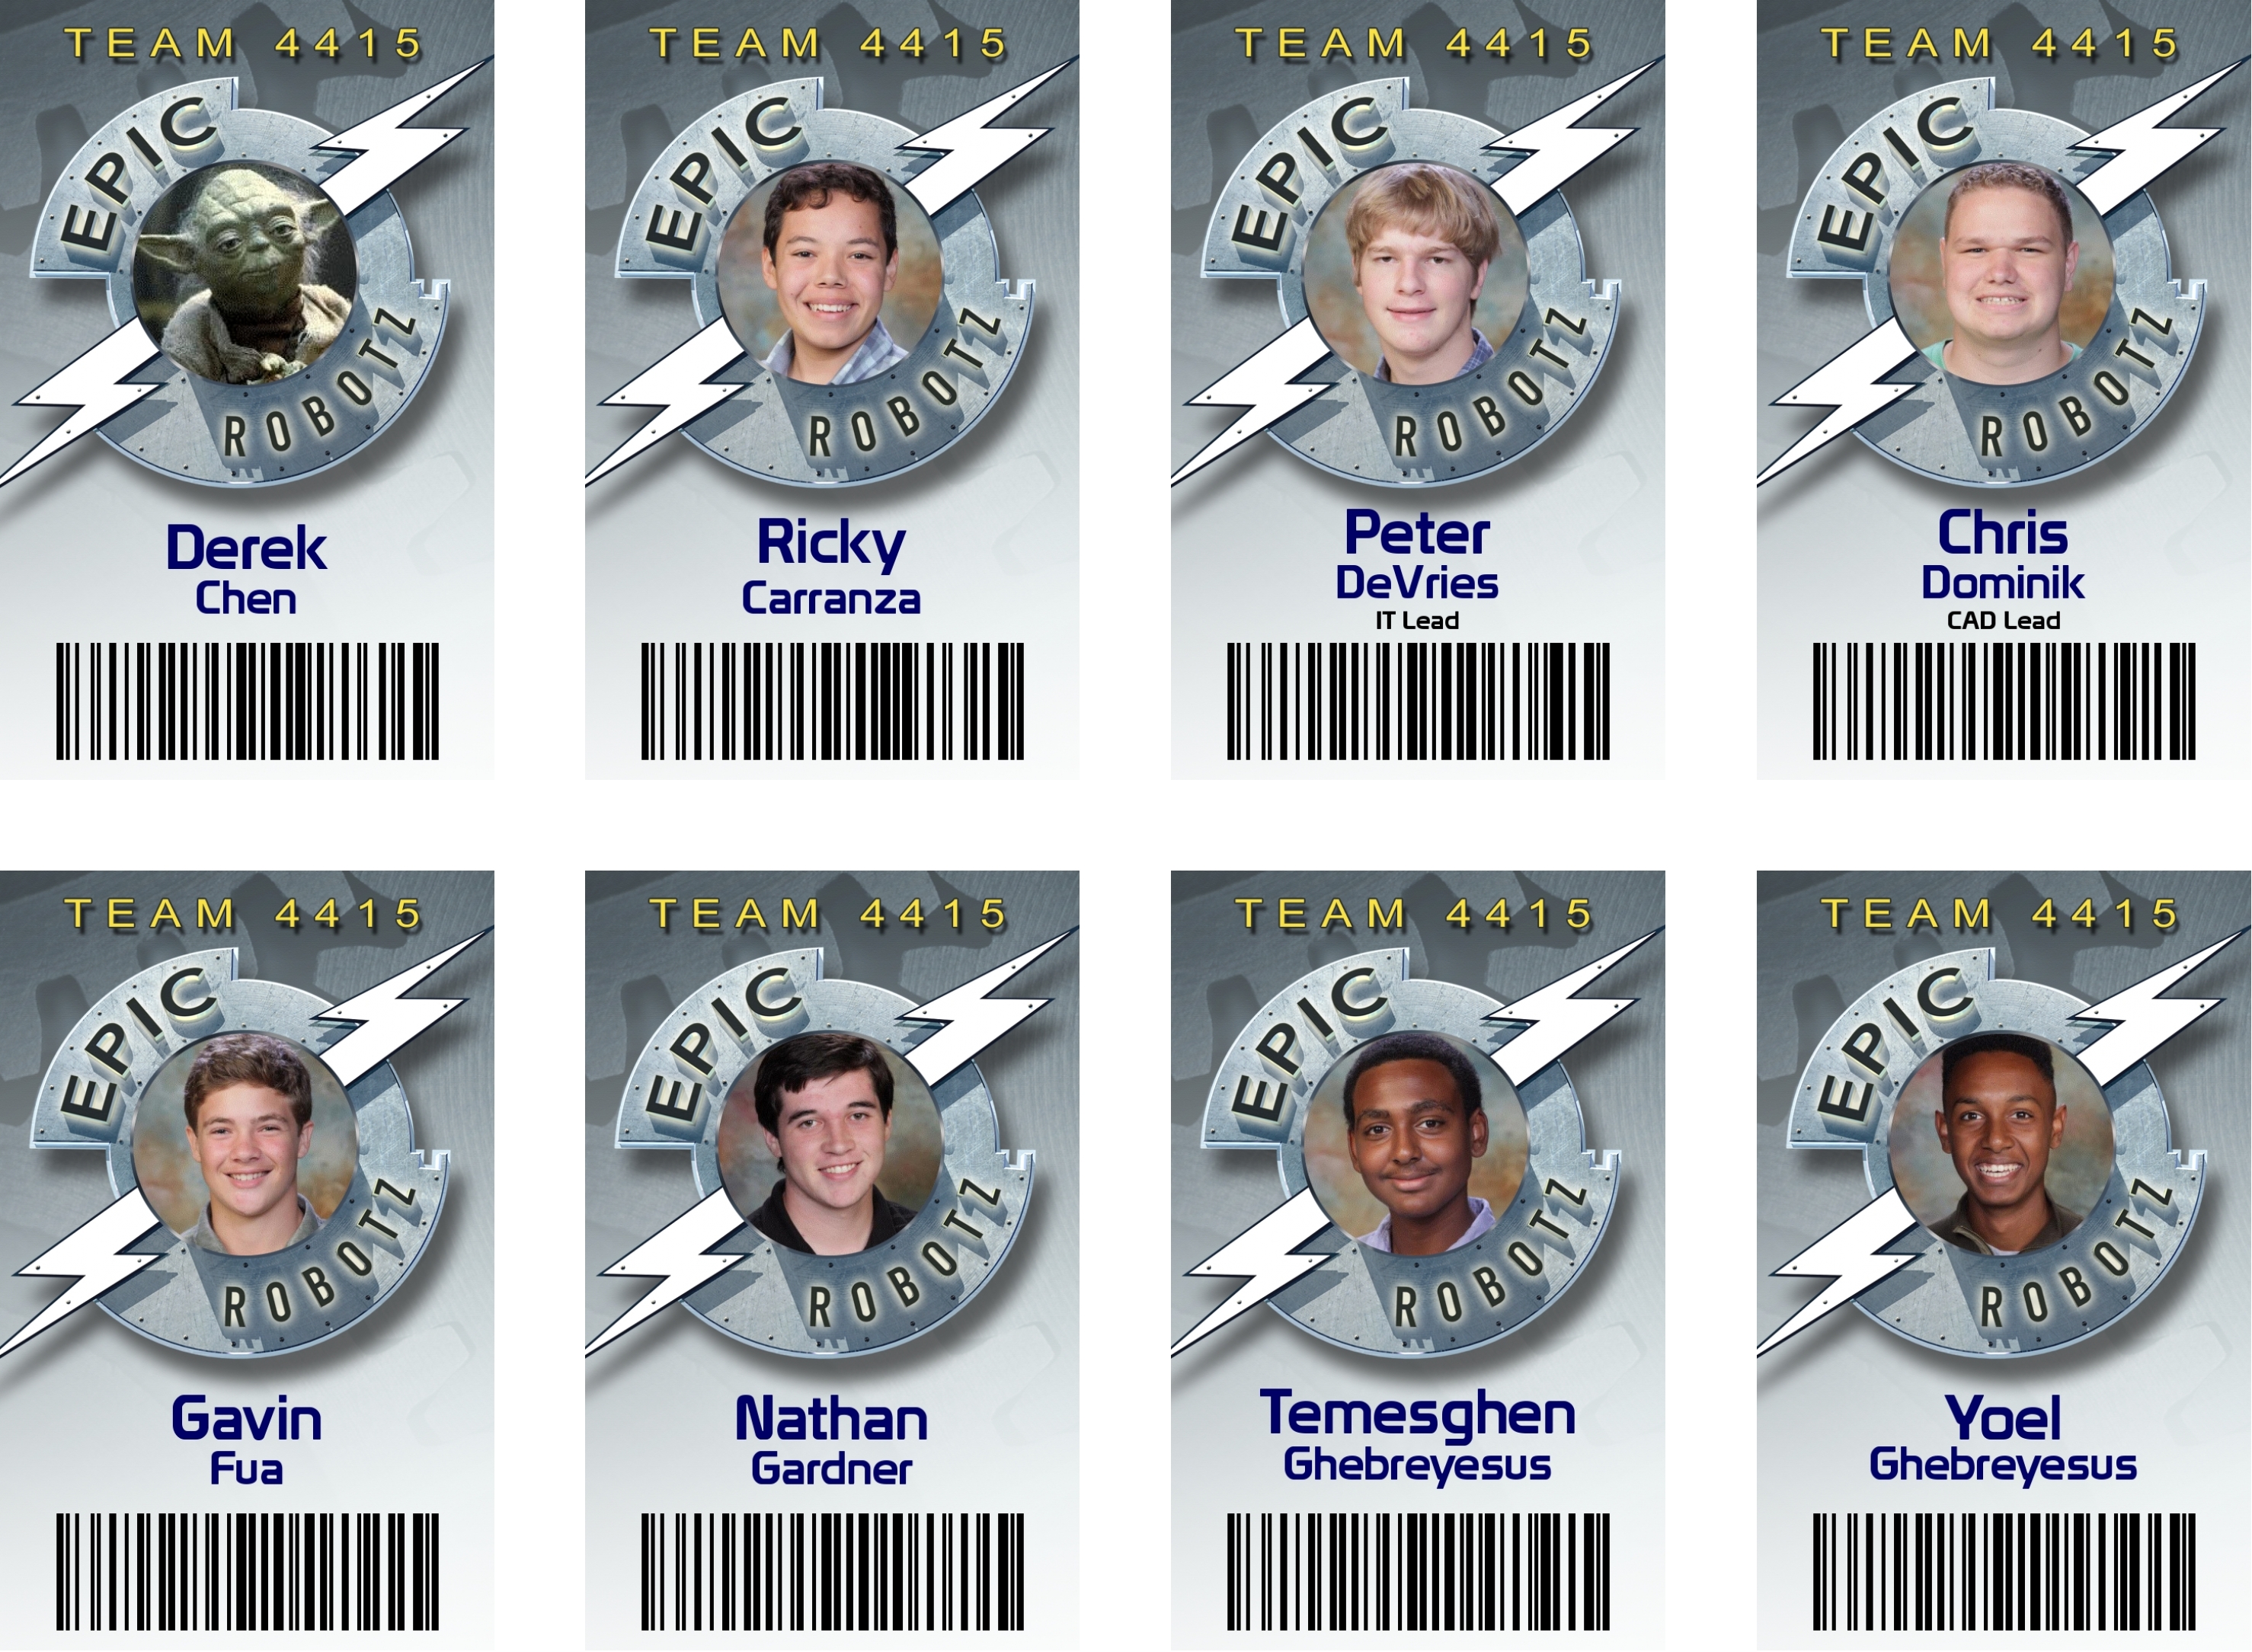 TEAM 4415
EPIC
ROBOTZ
Derek
Chen
TEAM 4415
EPIC
ROBOTZ
Ricky
Carranza
TEAM 4415
EPIC
ROBOTZ
Peter
DeVries
IT Lead
TEAM 4415
EPIC
ROBOTZ
Chris
Dominik
CAD Lead
TEAM 4415
EPIC
ROBOTZ
Gavin
Fua
TEAM 4415
EPIC
ROBOTZ
Nathan
Gardner
TEAM 4415
EPIC
ROBOTZ
Temesghen
Ghebreyesus
TEAM 4415
EPIC
ROBOTZ
Yoel
Ghebreyesus